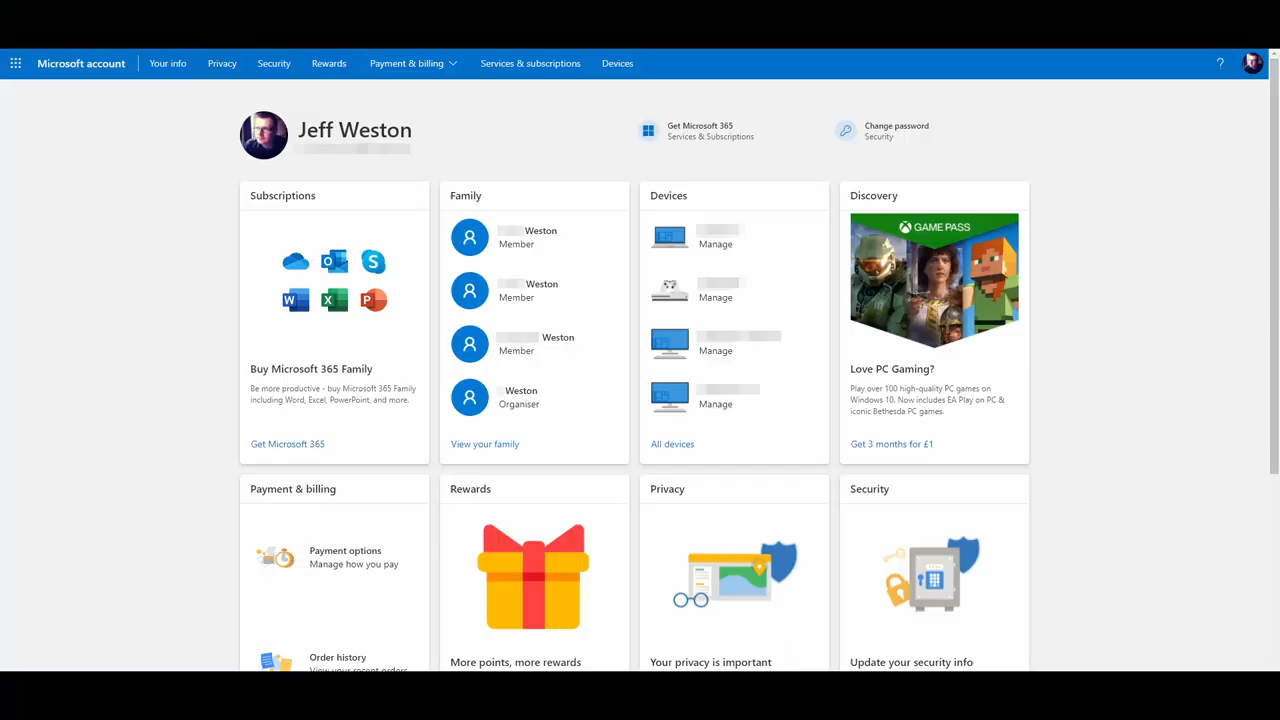 Microsoft account
Your info
Privacy
Security
Rewards
Payment & billing
Services & subscriptions
Devices
?
Jeff Weston
Get Microsoft 365
Services & Subscriptions
Change password
Security
Subscriptions
Buy Microsoft 365 Family
Be more productive - buy Microsoft 365 Family
including Word, Excel, PowerPoint, and more.
Get Microsoft 365
Family
Weston
Member
Weston
Member
Weston
Member
Weston
Organiser
View your family
Devices
Manage
Manage
Manage
Manage
All devices
Discovery
GAME PASS
Love PC Gaming?
Play over 100 high-quality PC games on
Windows 10. Now includes EA Play on PC &
iconic Bethesda PC games.
Get 3 months for £1
Payment & billing
Payment options
Manage how you pay
Order history
View your recent orders
Rewards
More points, more rewards
Privacy
Your privacy is important
Security
Update your security info